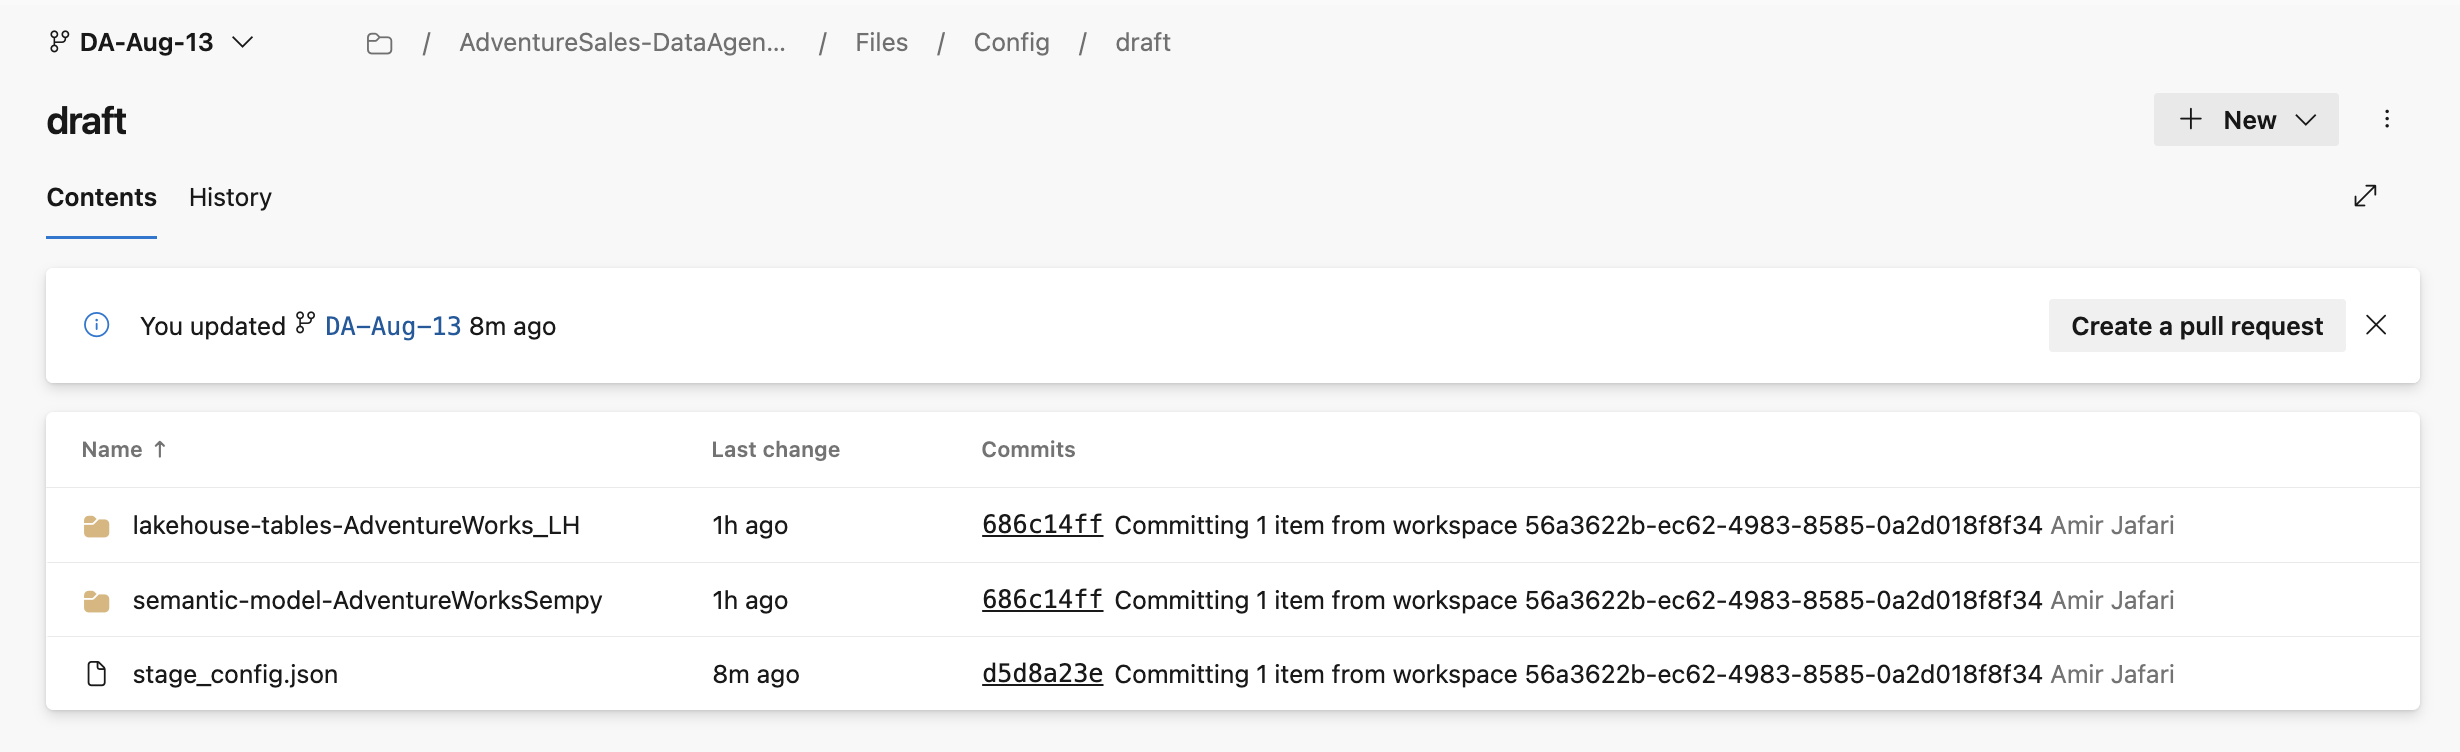 DA-Aug-13 / AdventureSales-DataAgen... / Files / Config / draft
draft
New
Contents History
You updated DA-Aug-13 8m ago
Create a pull request
Name ↑ Last change Commits
lakehouse-tables-AdventureWorks_LH 1h ago 686c14ff Committing 1 item from workspace 56a3622b-ec62-4983-8585-0a2d018f8f34 Amir Jafari
semantic-model-AdventureWorksSempy 1h ago 686c14ff Committing 1 item from workspace 56a3622b-ec62-4983-8585-0a2d018f8f34 Amir Jafari
stage_config.json 8m ago d5d8a23e Committing 1 item from workspace 56a3622b-ec62-4983-8585-0a2d018f8f34 Amir Jafari